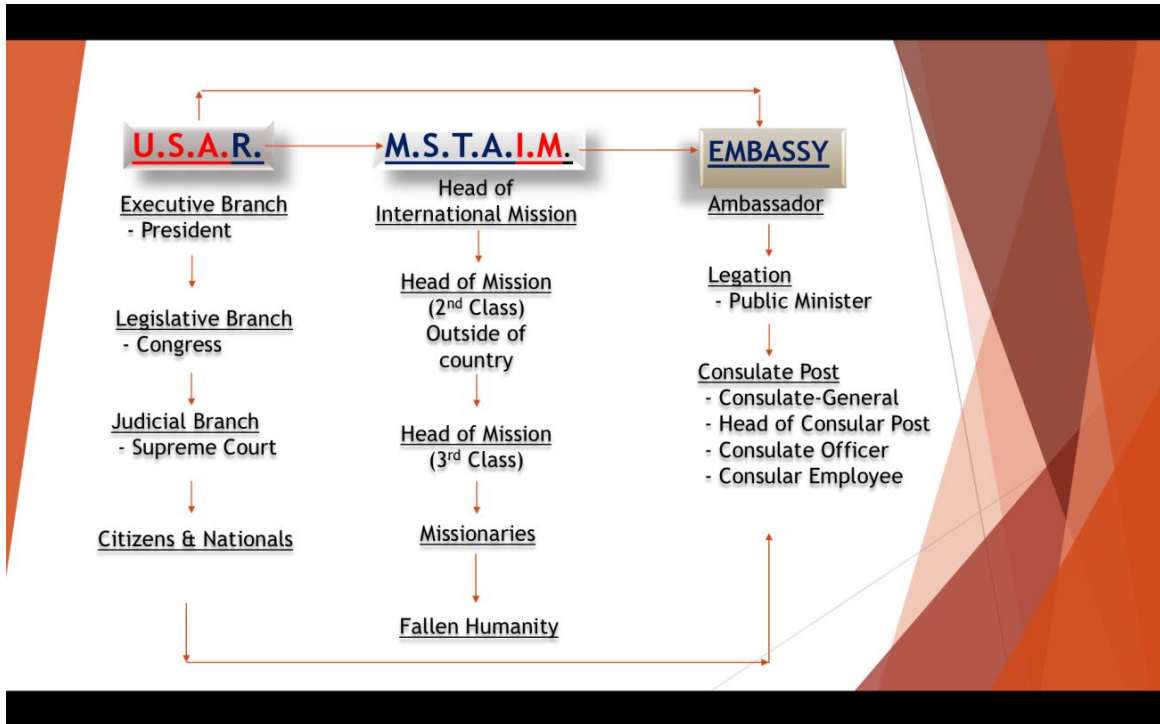 U.S.A.R.
Executive Branch
- President
Legislative Branch
- Congress
Judicial Branch
- Supreme Court
Citizens & Nationals
M.S.T.A.I.M.
Head of
International Mission
Head of Mission
(2nd Class)
Outside of
country
Head of Mission
(3rd Class)
Missionaries
Fallen Humanity
EMBASSY
Ambassador
Legation
- Public Minister
Consulate Post
- Consulate-General
- Head of Consular Post
- Consulate Officer
- Consular Employee